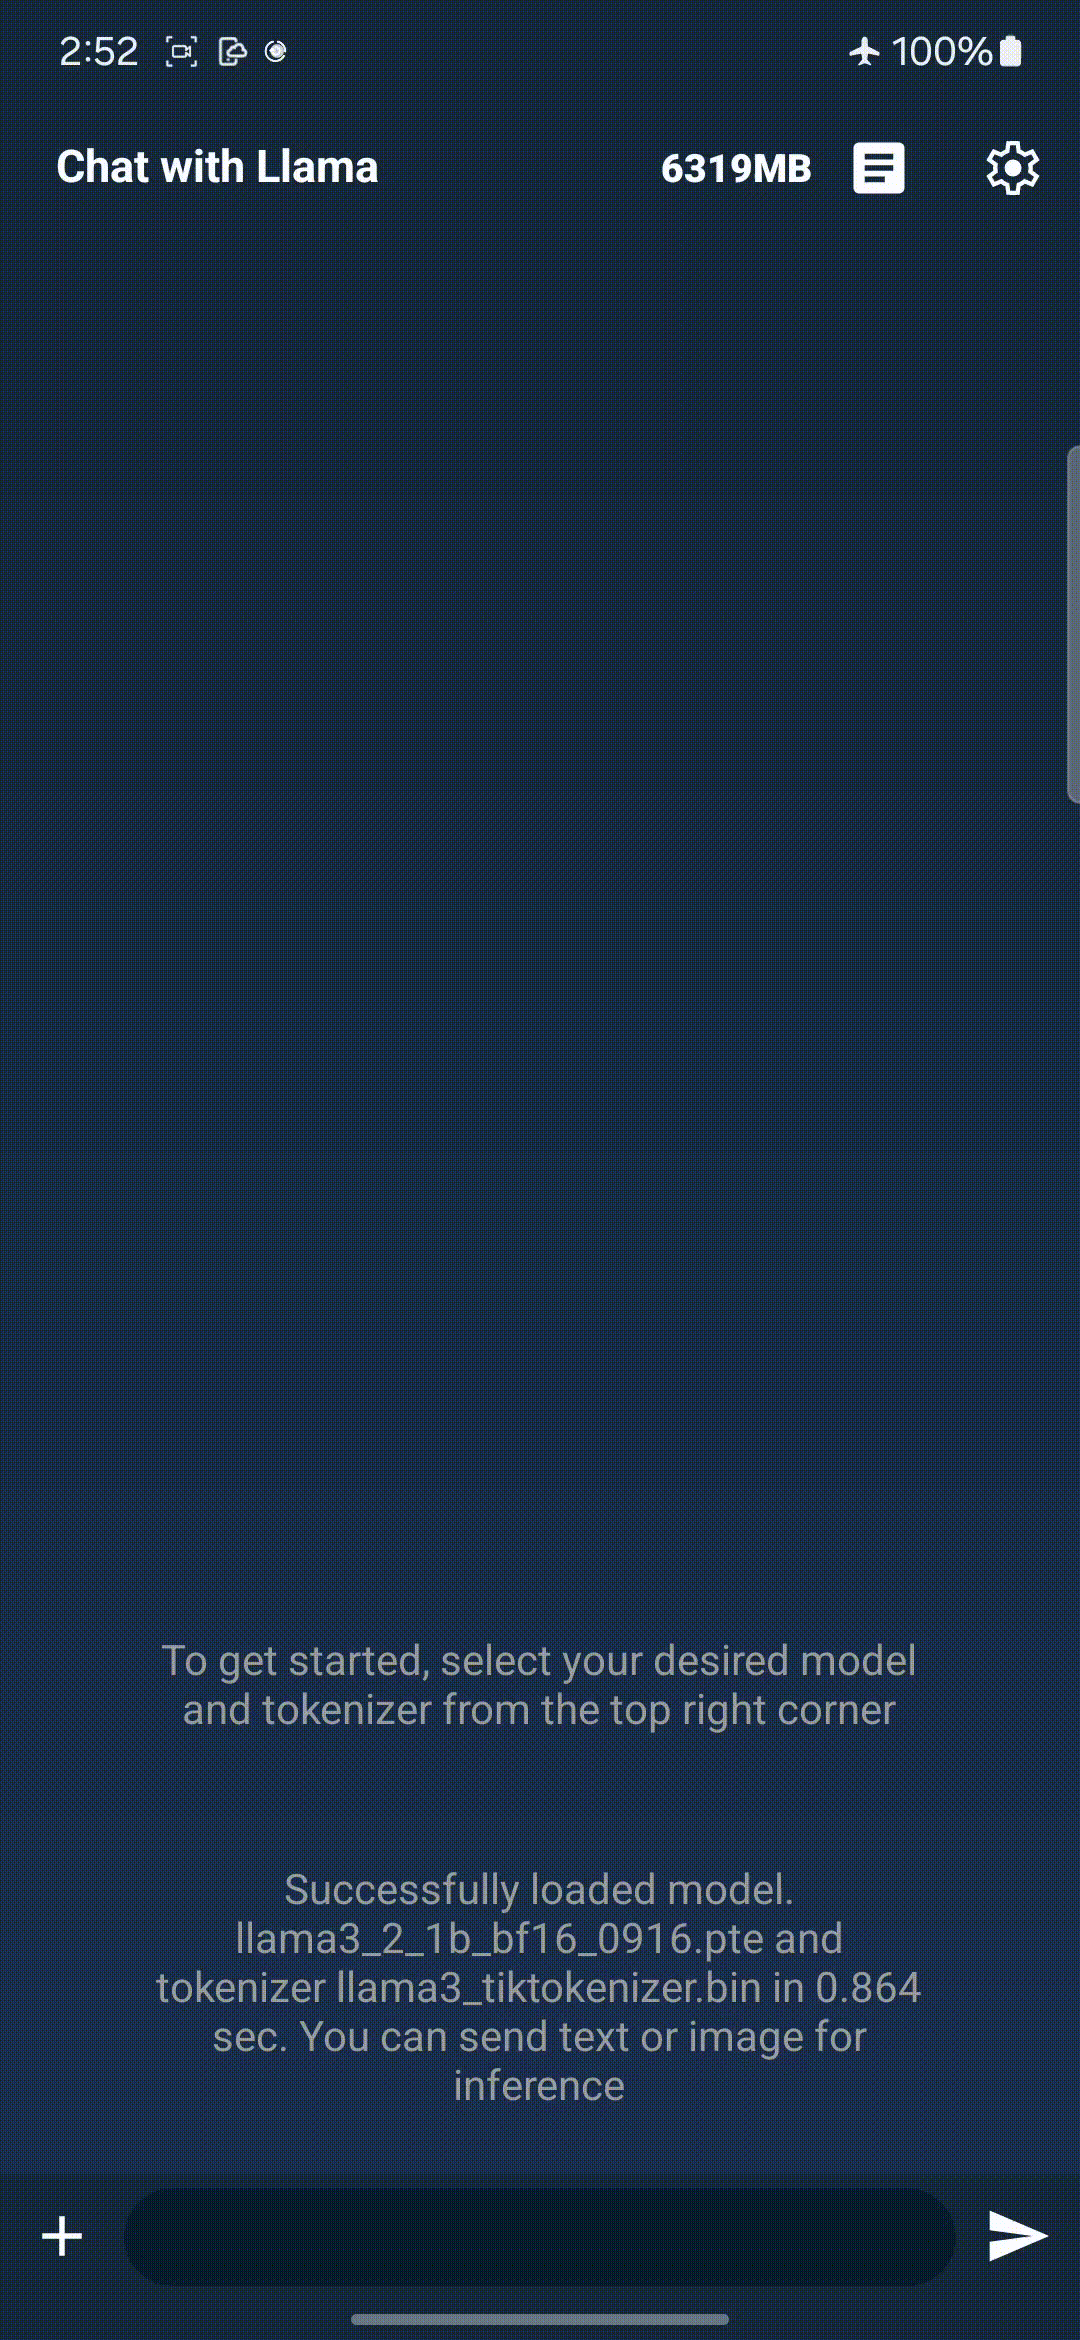 2:52 100%
Chat with Llama 6319MB
To get started, select your desired model
and tokenizer from the top right corner
Successfully loaded model.
llama3_2_1b_bf16_0916.pte and
tokenizer llama3_tiktokenizer.bin in 0.864
sec. You can send text or image for
inference